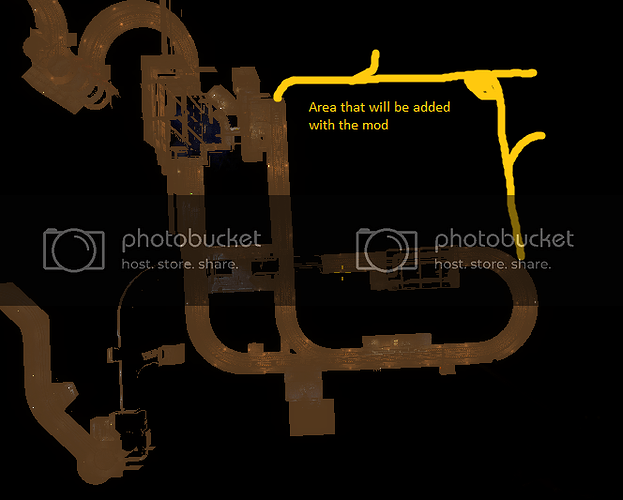 Area that will be added
with the mod
photobucket
host. store. share.
photobucket
host. store. share.